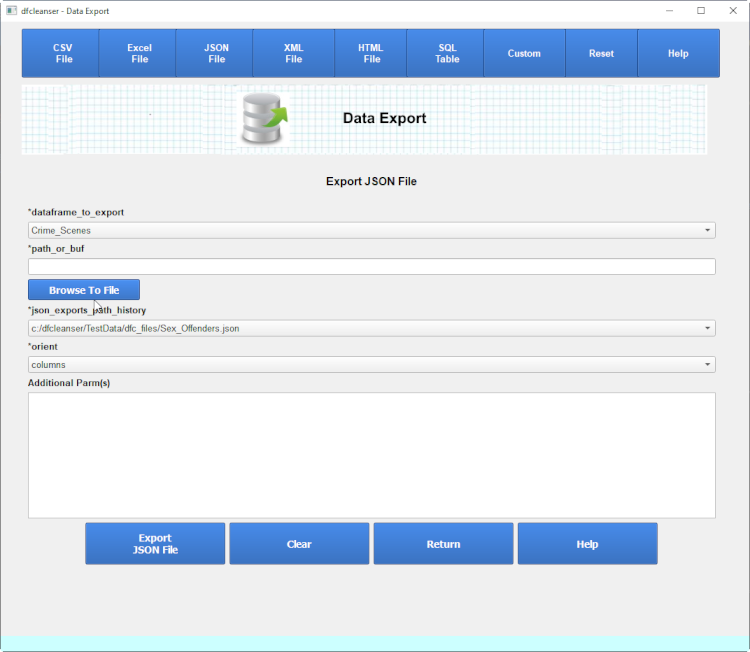 dfcleanser - Data Export
CSV
File
Excel
File
JSON
File
XML
File
HTML
File
SQL
Table
Custom
Reset
Help
Data Export
Export JSON File
*dataframe_to_export
Crime_Scenes
*path_or_buf
Browse To File
*json_exports_path_history
c:/dfcleanser/TestData/dfc_files/Sex_Offenders.json
*orient
columns
Additional Parm(s)
Export
JSON File
Clear
Return
Help